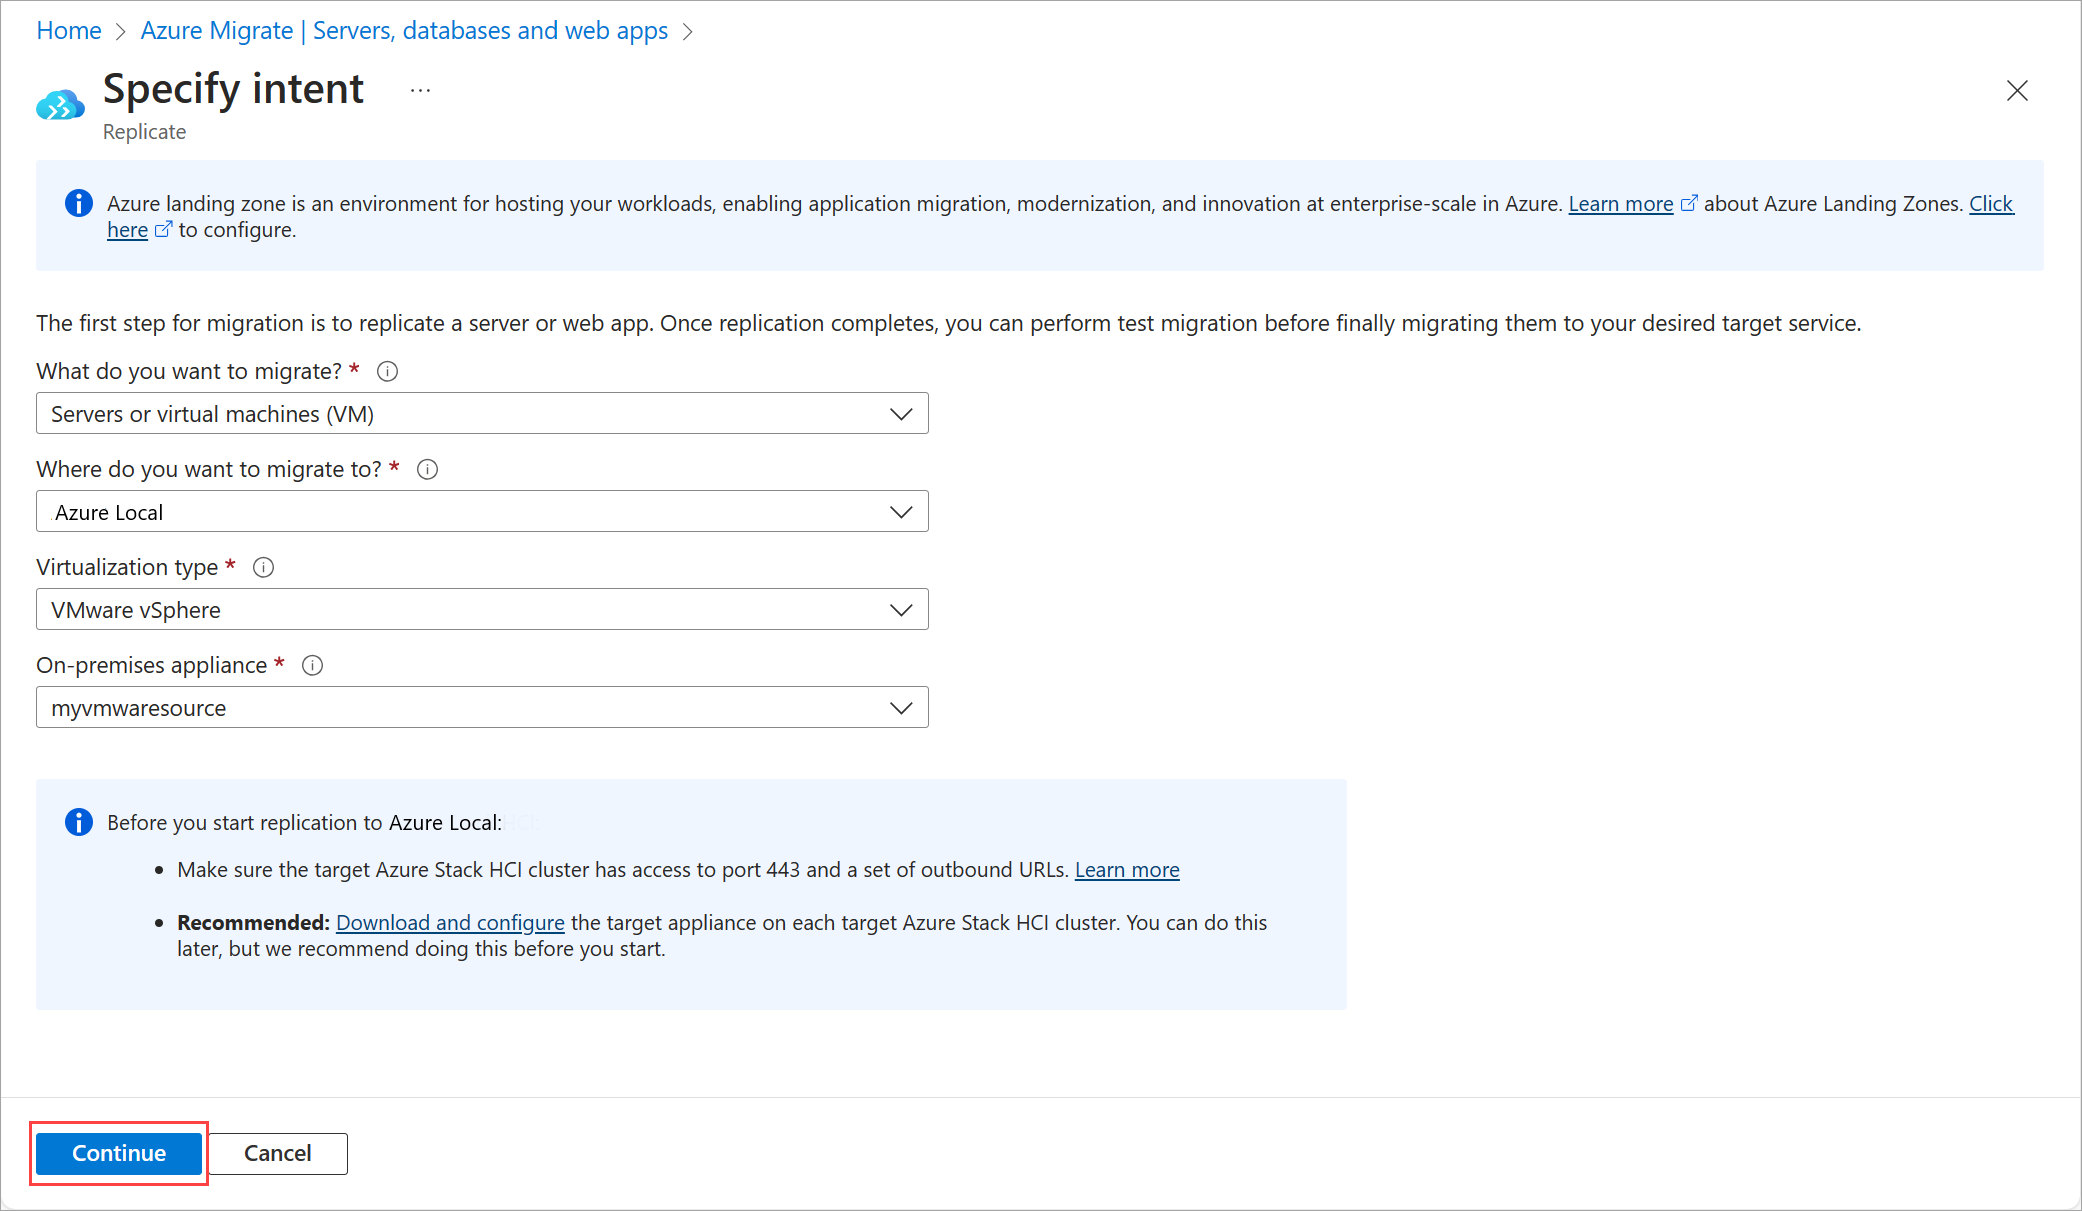 Home > Azure Migrate | Servers, databases and web apps >
Specify intent ...
Replicate
Azure landing zone is an environment for hosting your workloads, enabling application migration, modernization, and innovation at enterprise-scale in Azure. Learn more about Azure Landing Zones. Click
here to configure.
The first step for migration is to replicate a server or web app. Once replication completes, you can perform test migration before finally migrating them to your desired target service.
What do you want to migrate? *
Servers or virtual machines (VM)
Where do you want to migrate to? *
Azure Local
Virtualization type *
VMware vSphere
On-premises appliance *
myvmwaresource
Before you start replication to Azure Local:
• Make sure the target Azure Stack HCI cluster has access to port 443 and a set of outbound URLs. Learn more
• Recommended: Download and configure the target appliance on each target Azure Stack HCI cluster. You can do this
later, but we recommend doing this before you start.
Continue
Cancel